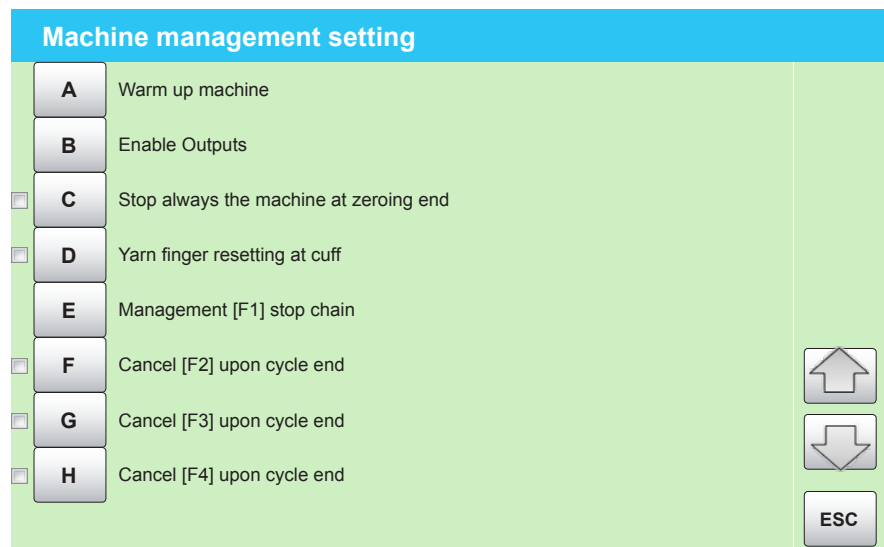 Machine management setting
A Warm up machine
B Enable Outputs
C Stop always the machine at zeroing end
D Yarn finger resetting at cuff
E Management [F1] stop chain
F Cancel [F2] upon cycle end
G Cancel [F3] upon cycle end
H Cancel [F4] upon cycle end
ESC